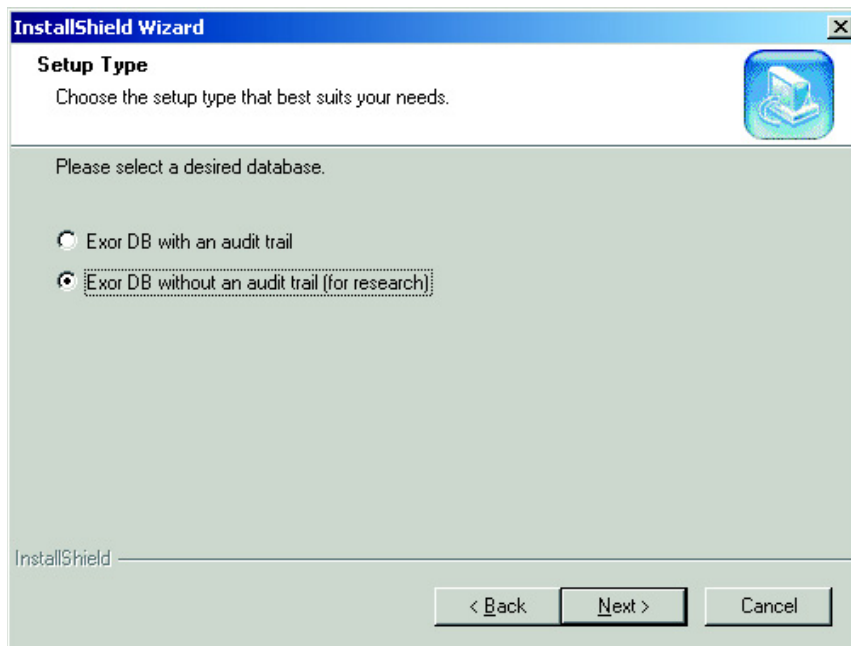 InstallShield Wizard
Setup Type
Choose the setup type that best suits your needs.
Please select a desired database.
Exor DB with an audit trail
Exor DB without an audit trail (for research)
InstallShield
< Back
Next >
Cancel